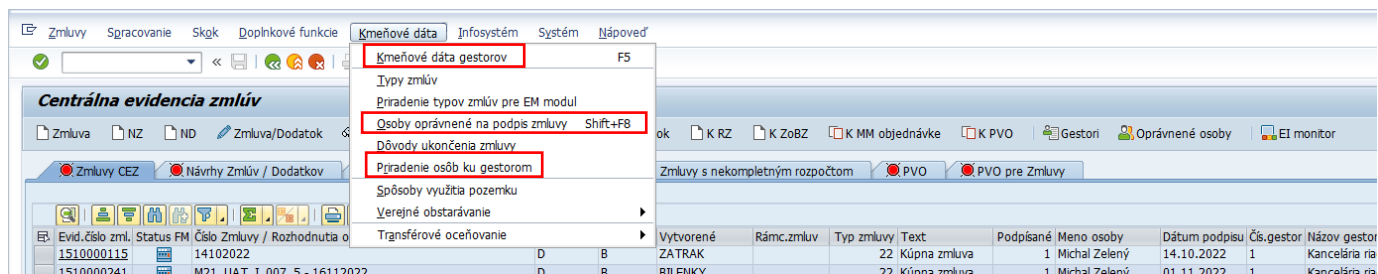 Zmluvy Spracovanie Skok Doplnkové funkcie Kmeňové dáta Infosystém Systém Nápoveď
Kmeňové dáta gestorov F5
Typy zmlúv
Priradenie typov zmlúv pre EM modul
Osoby oprávnené na podpis zmluvy Shift+F8
Dôvody ukončenia zmluvy
Priradenie osôb ku gestorom
Spôsoby využitia pozemku
Verejné obstarávanie
Transférové oceňovanie
Centrálna evidencia zmlúv
Zmluva NZ ND Zmluva/Dodatok ok K RZ K ZoBZ K MM objednávke K PVO Gestori Oprávnené osoby EI monitor
Zmluvy CEZ Návrhy Zmlúv / Dodatkov Zmluvy s nekompletným rozpočtom PVO PVO pre Zmluvy
Evid.číslo zml. Status FM Číslo Zmluvy / Rozhodnutia o Vytvorené Rámc.zmluv Typ zmluvy Text Podpísané Meno osoby Dátum podpisu Čís.gestor Názov gestor
1510000115 14102022 D B ZATRAK 22 Kúpna zmluva 1 Michal Zelený 14.10.2022 1 Kancelária ria
1510000241 M21_UAT_I_007_5 - 16112022 D B BILENKY 22 Kúpna zmluva 1 Michal Zelený 01.11.2022 1 Kancelária ria